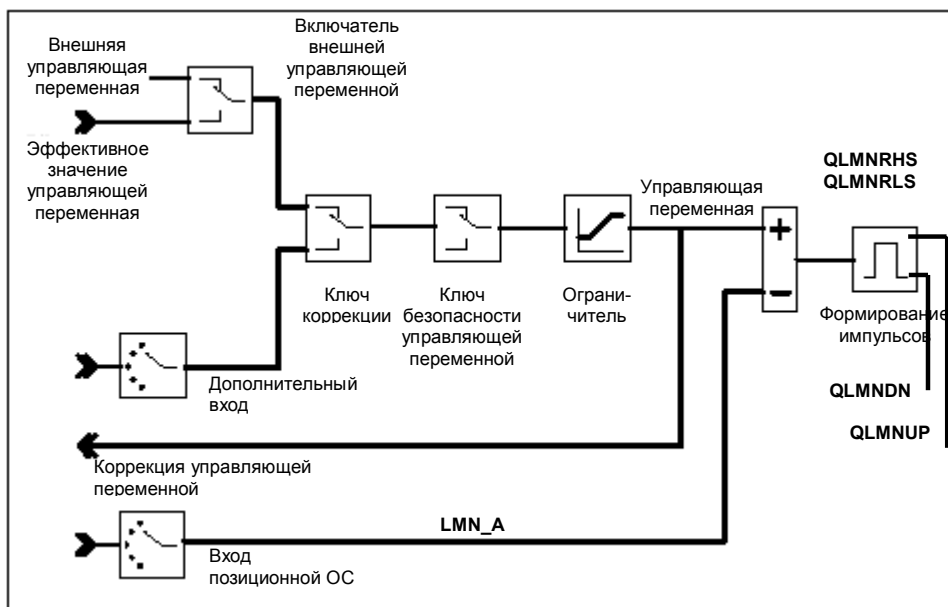 Внешняя
управляющая
переменная
Включатель
внешней
управляющей
переменной
Эффективное
значение
управляющей
переменная
QLMNRHS
QLMNRLS
Управляющая
переменная
+
−
Ключ
коррекции
Ключ
безопасности
управляющей
переменной
Ограни-
читель
Формирование
импульсов
Дополнительный
вход
QLMNDN
QLMNUP
Коррекция управляющей
переменной
LMN_A
Вход
позиционной ОС